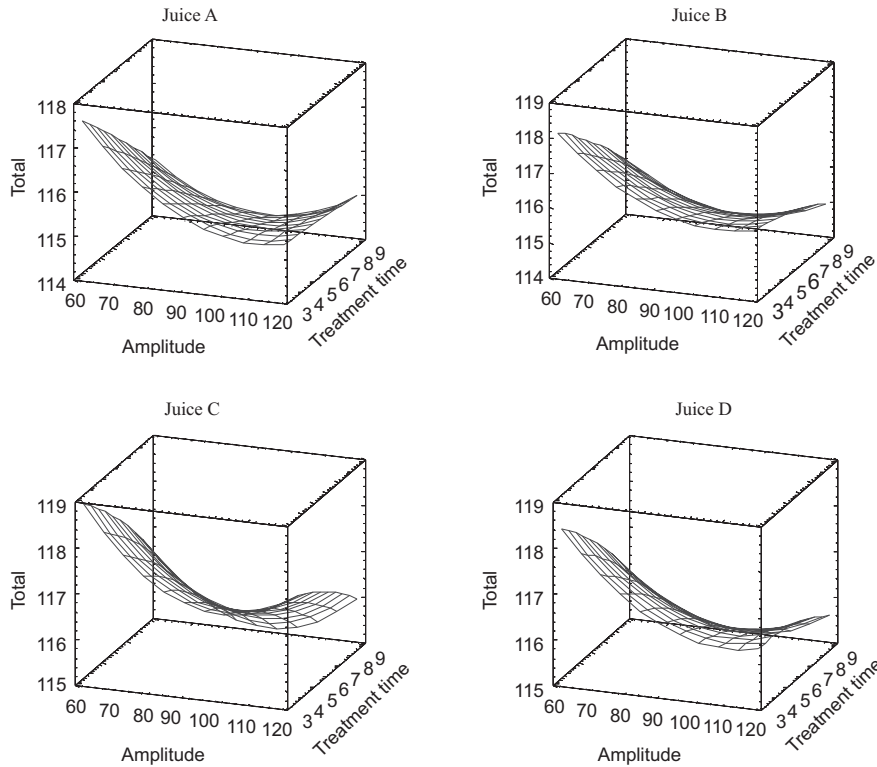 Juice A
118
117
116
115
114
Total
60 70 80 90 100 110 120
Amplitude
3 4 5 6 7 8 9
Treatment time
Juice B
119
118
117
116
115
114
Total
60 70 80 90 100 110 120
Amplitude
3 4 5 6 7 8 9
Treatment time
Juice C
119
118
117
116
115
Total
60 70 80 90 100 110 120
Amplitude
3 4 5 6 7 8 9
Treatment time
Juice D
119
118
117
116
115
Total
60 70 80 90 100 110 120
Amplitude
3 4 5 6 7 8 9
Treatment time